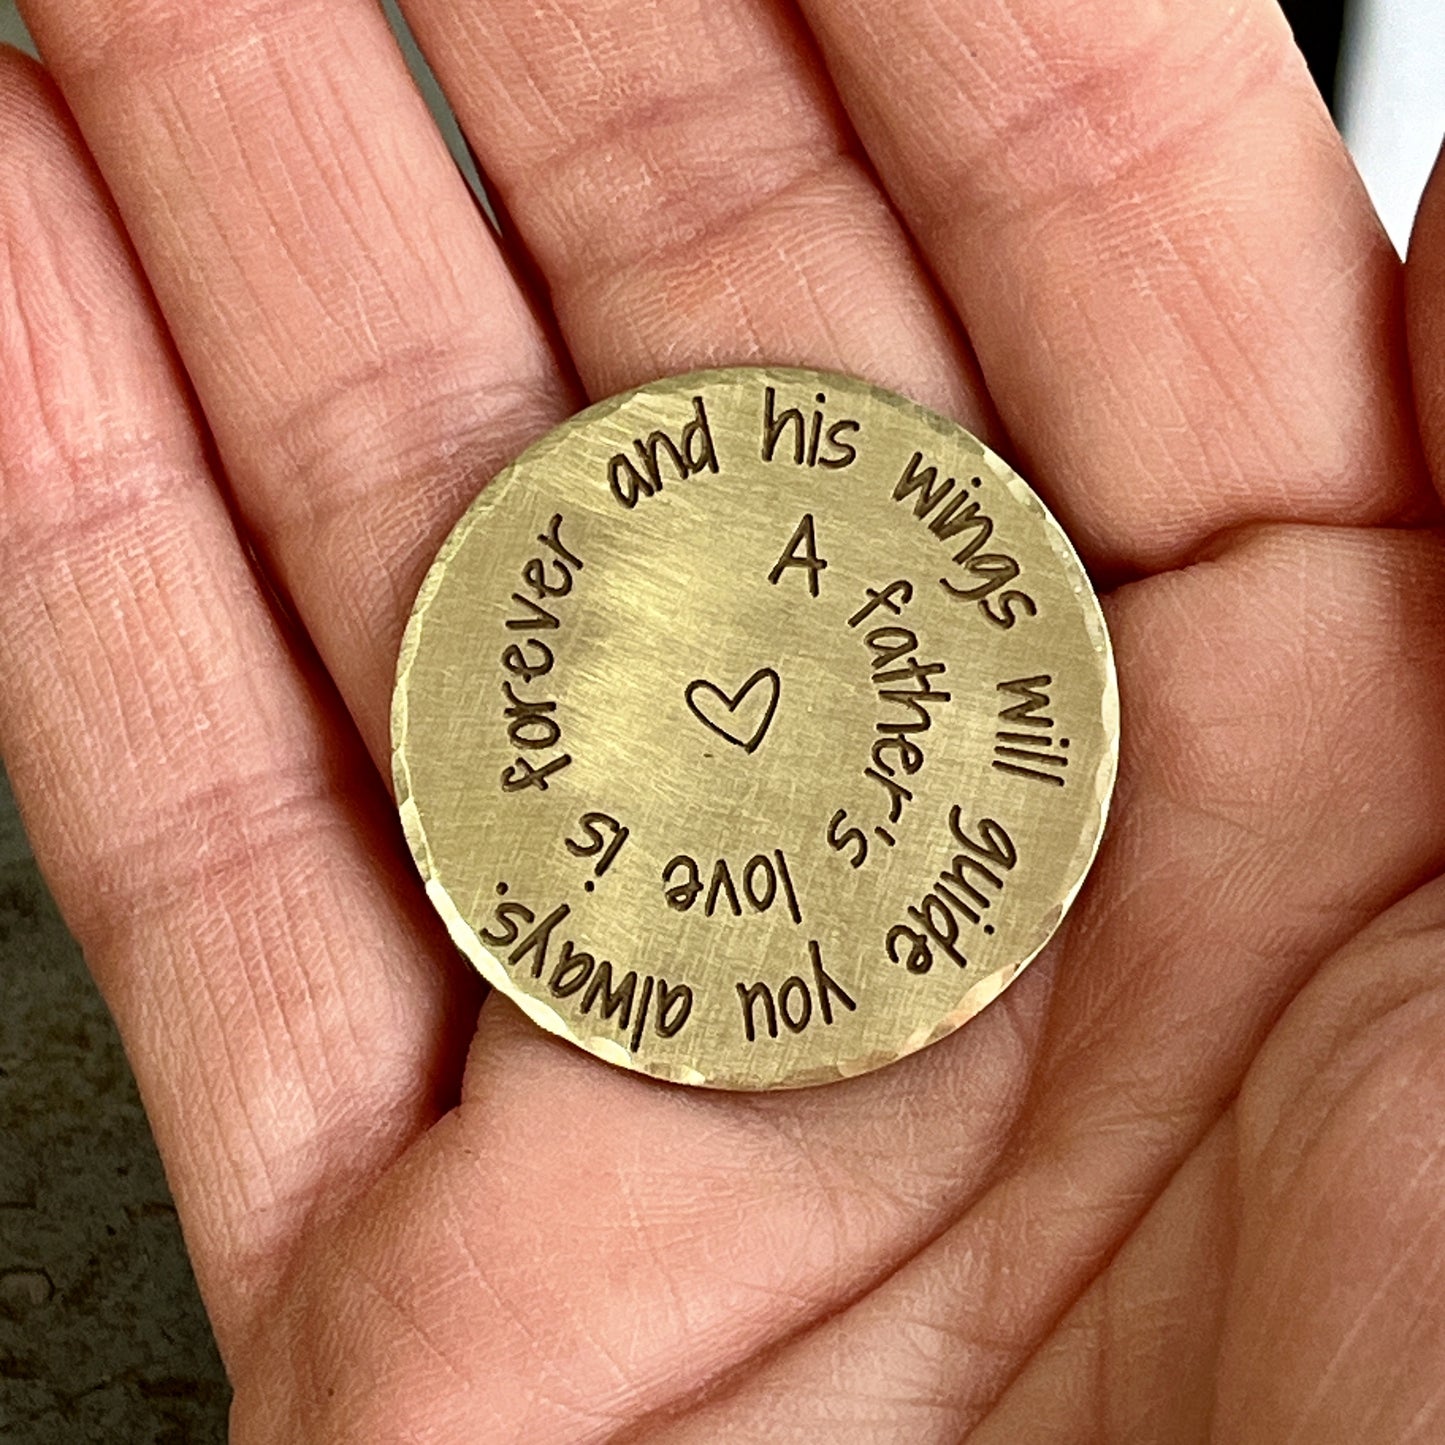 A father's love is forever and his wings will guide you always.